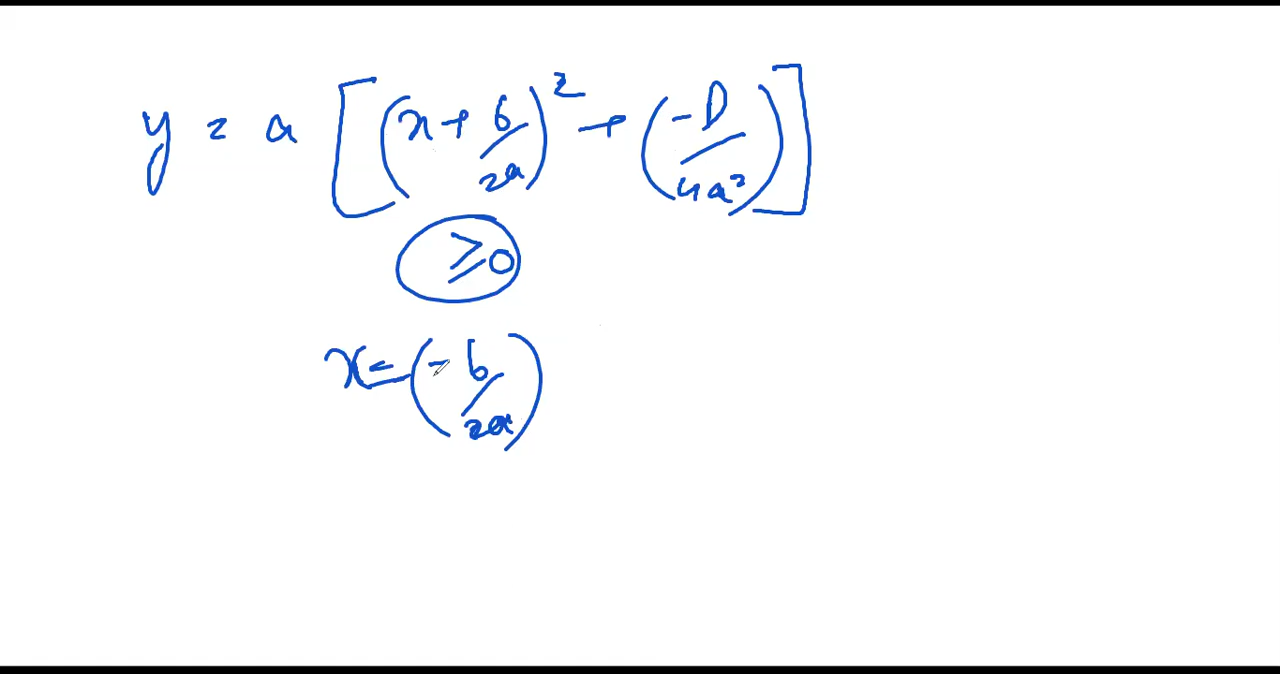 y = a [(x + b/2a)² + (-D/4a²)]
≥0
x = (-b/2a)